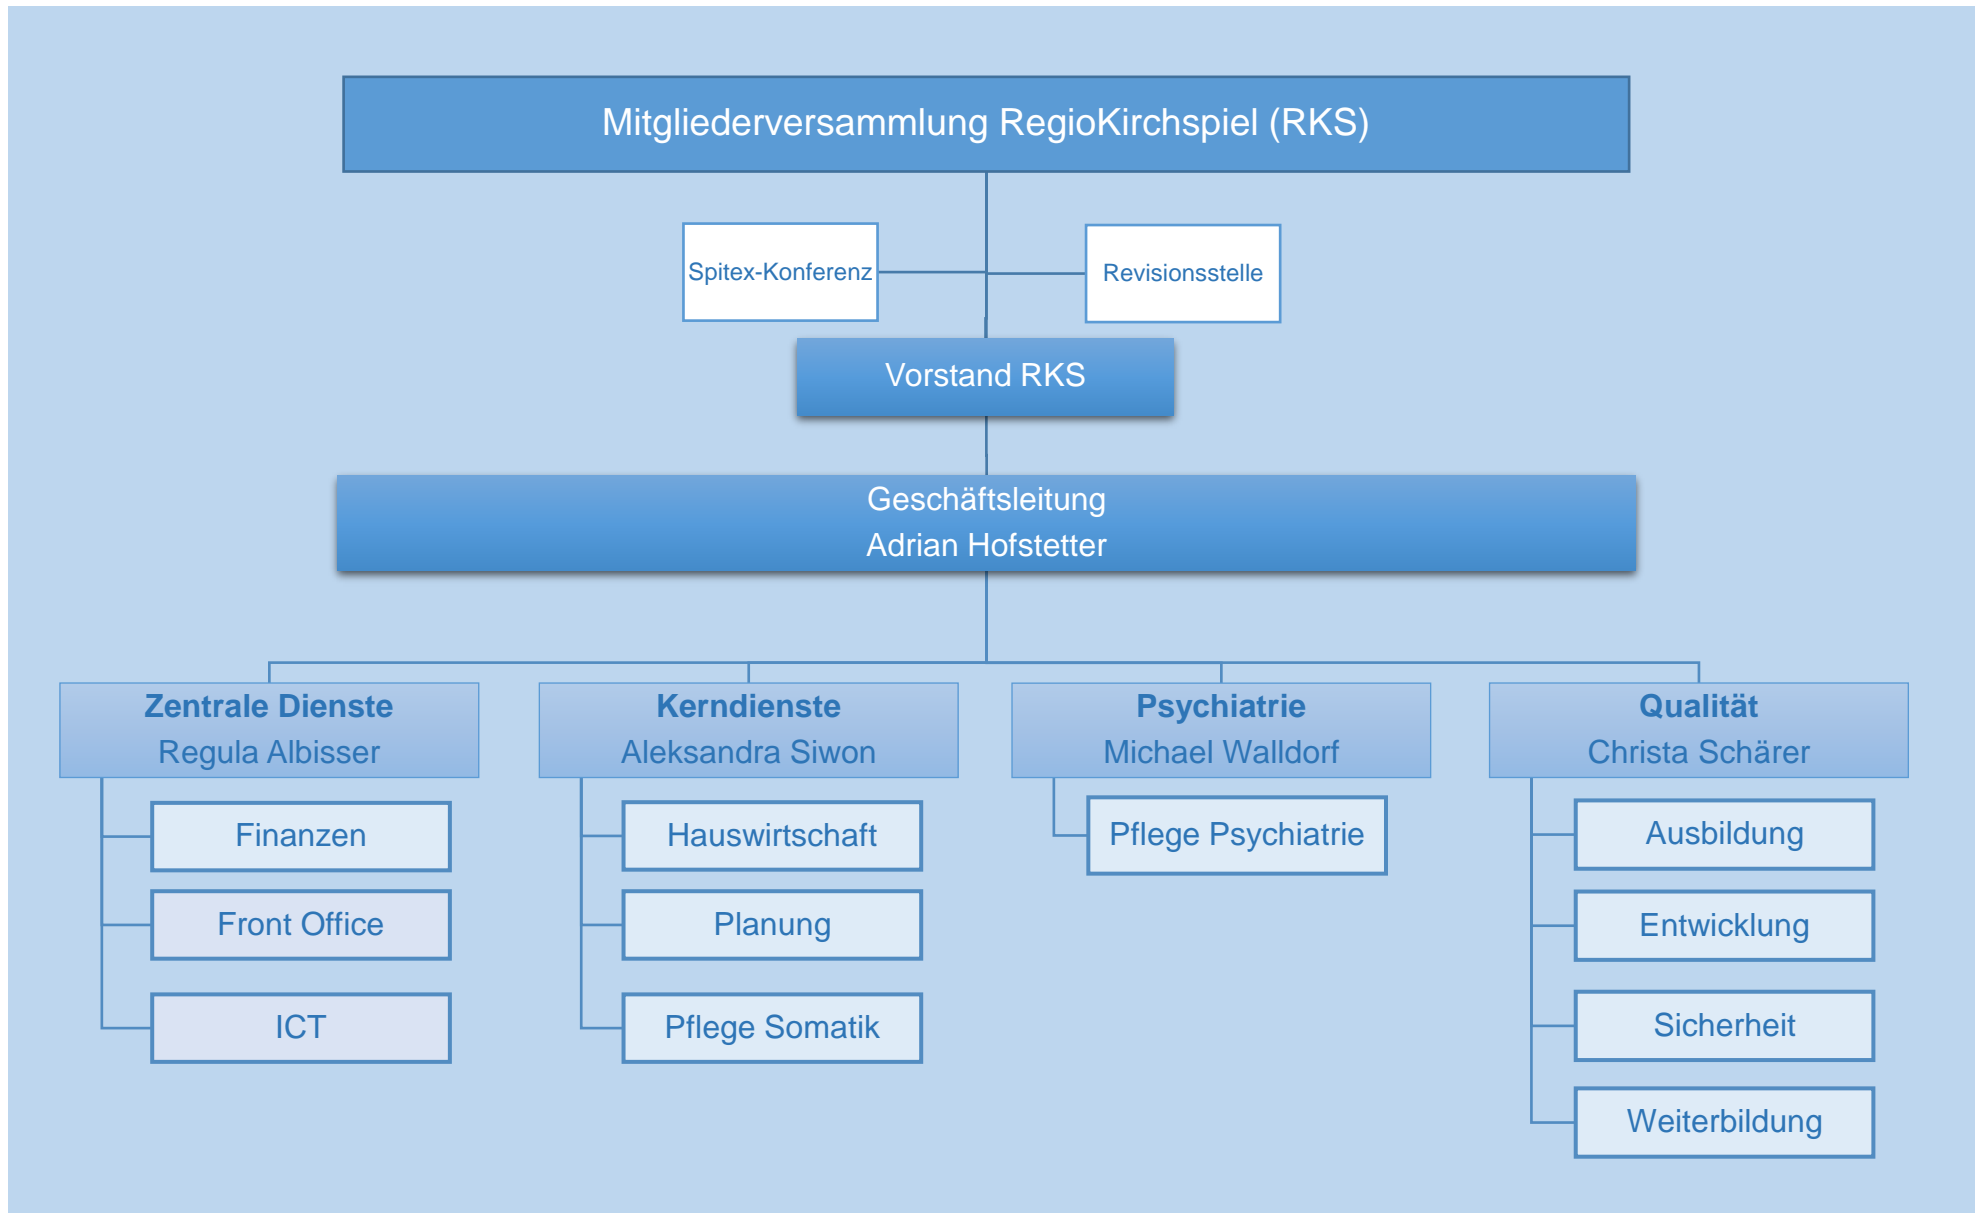 Mitgliederversammlung RegioKirchspiel (RKS)
Spitex-Konferenz
Revisionsstelle
Vorstand RKS
Geschäftsleitung
Adrian Hofstetter
Zentrale Dienste
Regula Albisser
Finanzen
Front Office
ICT
Kerndienste
Aleksandra Siwon
Hauswirtschaft
Planung
Pflege Somatik
Psychiatrie
Michael Walldorf
Pflege Psychiatrie
Qualität
Christa Schärer
Ausbildung
Entwicklung
Sicherheit
Weiterbildung